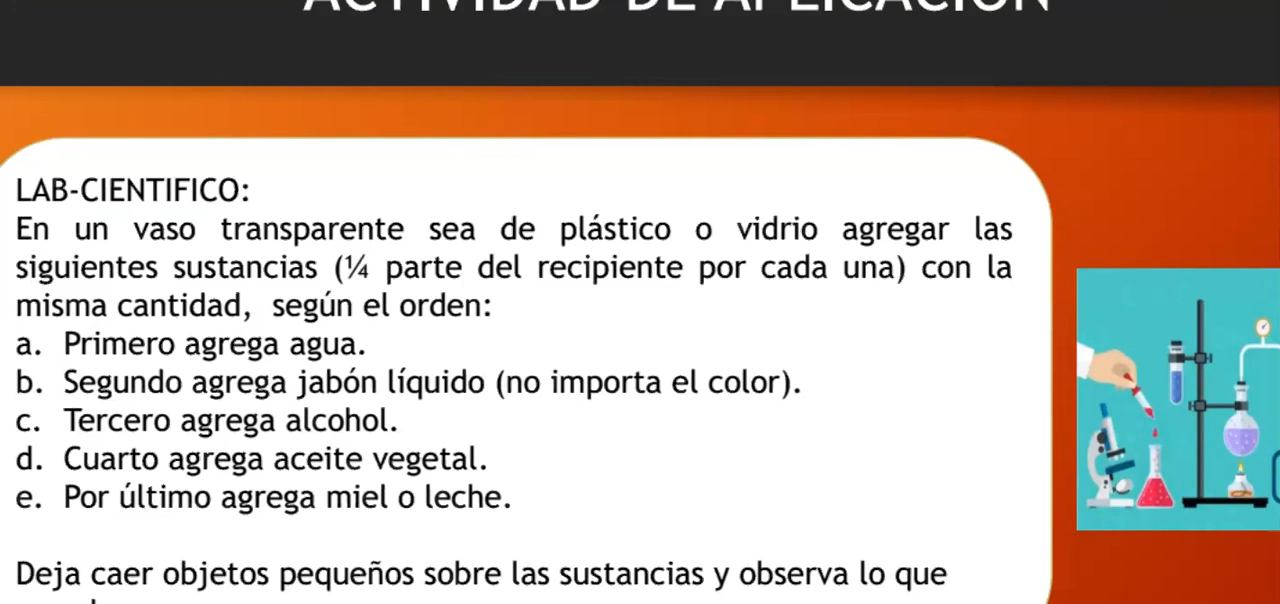 ACTIVIDAD DE APLICACIÓN
LAB-CIENTIFICO:
En un vaso transparente sea de plástico o vidrio agregar las
siguientes sustancias (¼ parte del recipiente por cada una) con la
misma cantidad, según el orden:
a. Primero agrega agua.
b. Segundo agrega jabón líquido (no importa el color).
c. Tercero agrega alcohol.
d. Cuarto agrega aceite vegetal.
e. Por último agrega miel o leche.
Deja caer objetos pequeños sobre las sustancias y observa lo que